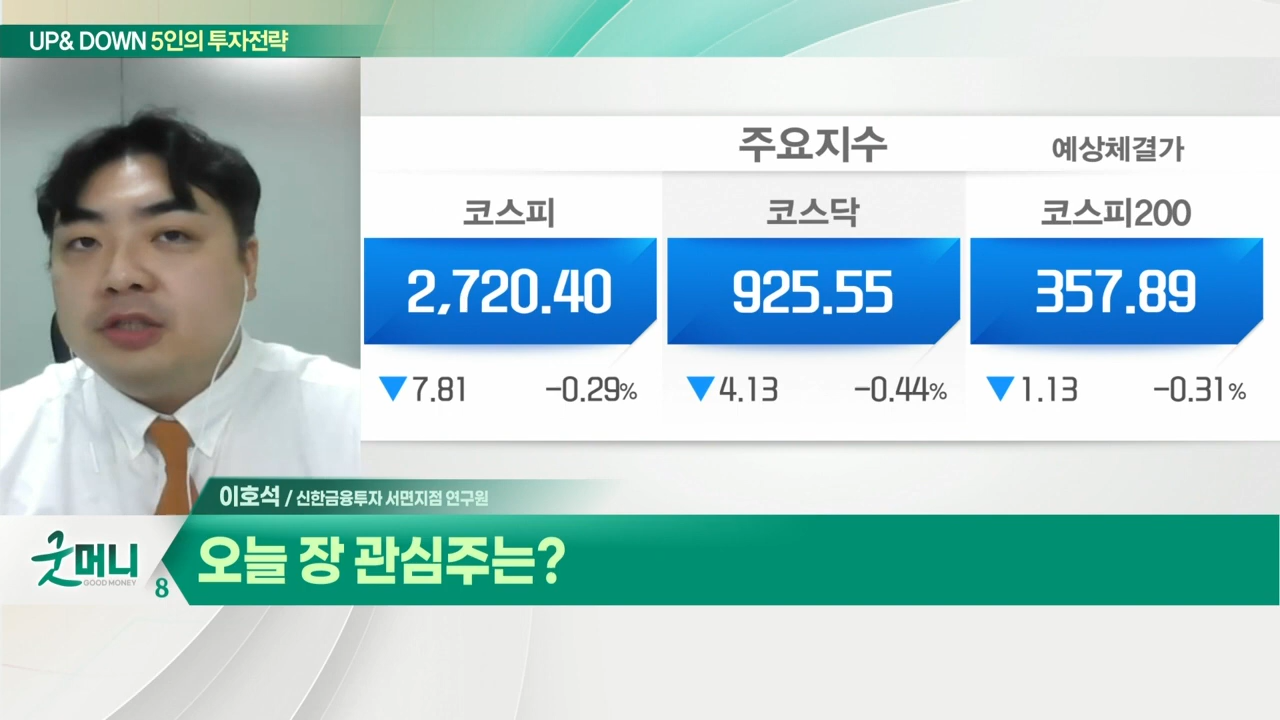 UP& DOWN 5인의 투자전략
주요지수
예상체결가
코스피
코스닥
코스피200
2,720.40
925.55
357.89
▼7.81 -0.29%
▼4.13 -0.44%
▼1.13 -0.31%
이호석 / 신한금융투자 서면지점 연구원
굿머니
GOOD MONEY
8
오늘 장 관심주는?